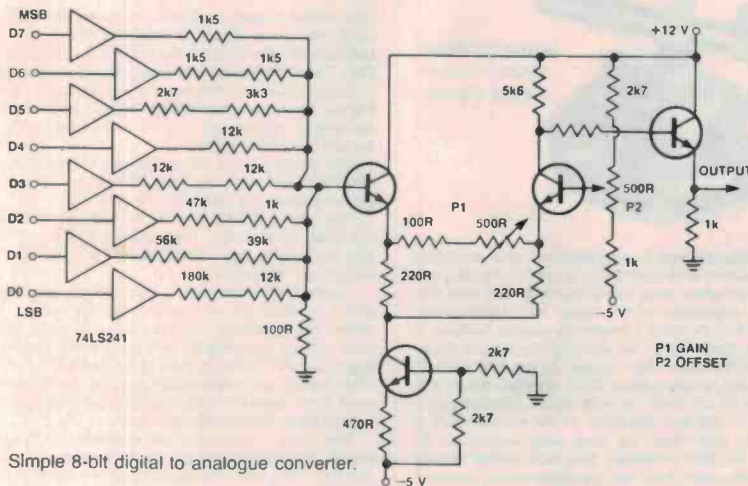 MSB
D7
1k5
D6
1k5 1k5
D5
2k7 3k3
D4
12k
D3
12k 12k
D2
47k 1k
D1
56k 39k
D0
180k 12k
LSB
74LS241
100R
+12 V
5k6
2k7
OUTPUT
P1
100R 500R
500R
P2
220R
220R
1k
1k
-5 V
2k7
470R
2k7
-5 V
P1 GAIN
P2 OFFSET
Simple 8-bit digital to analogue converter.